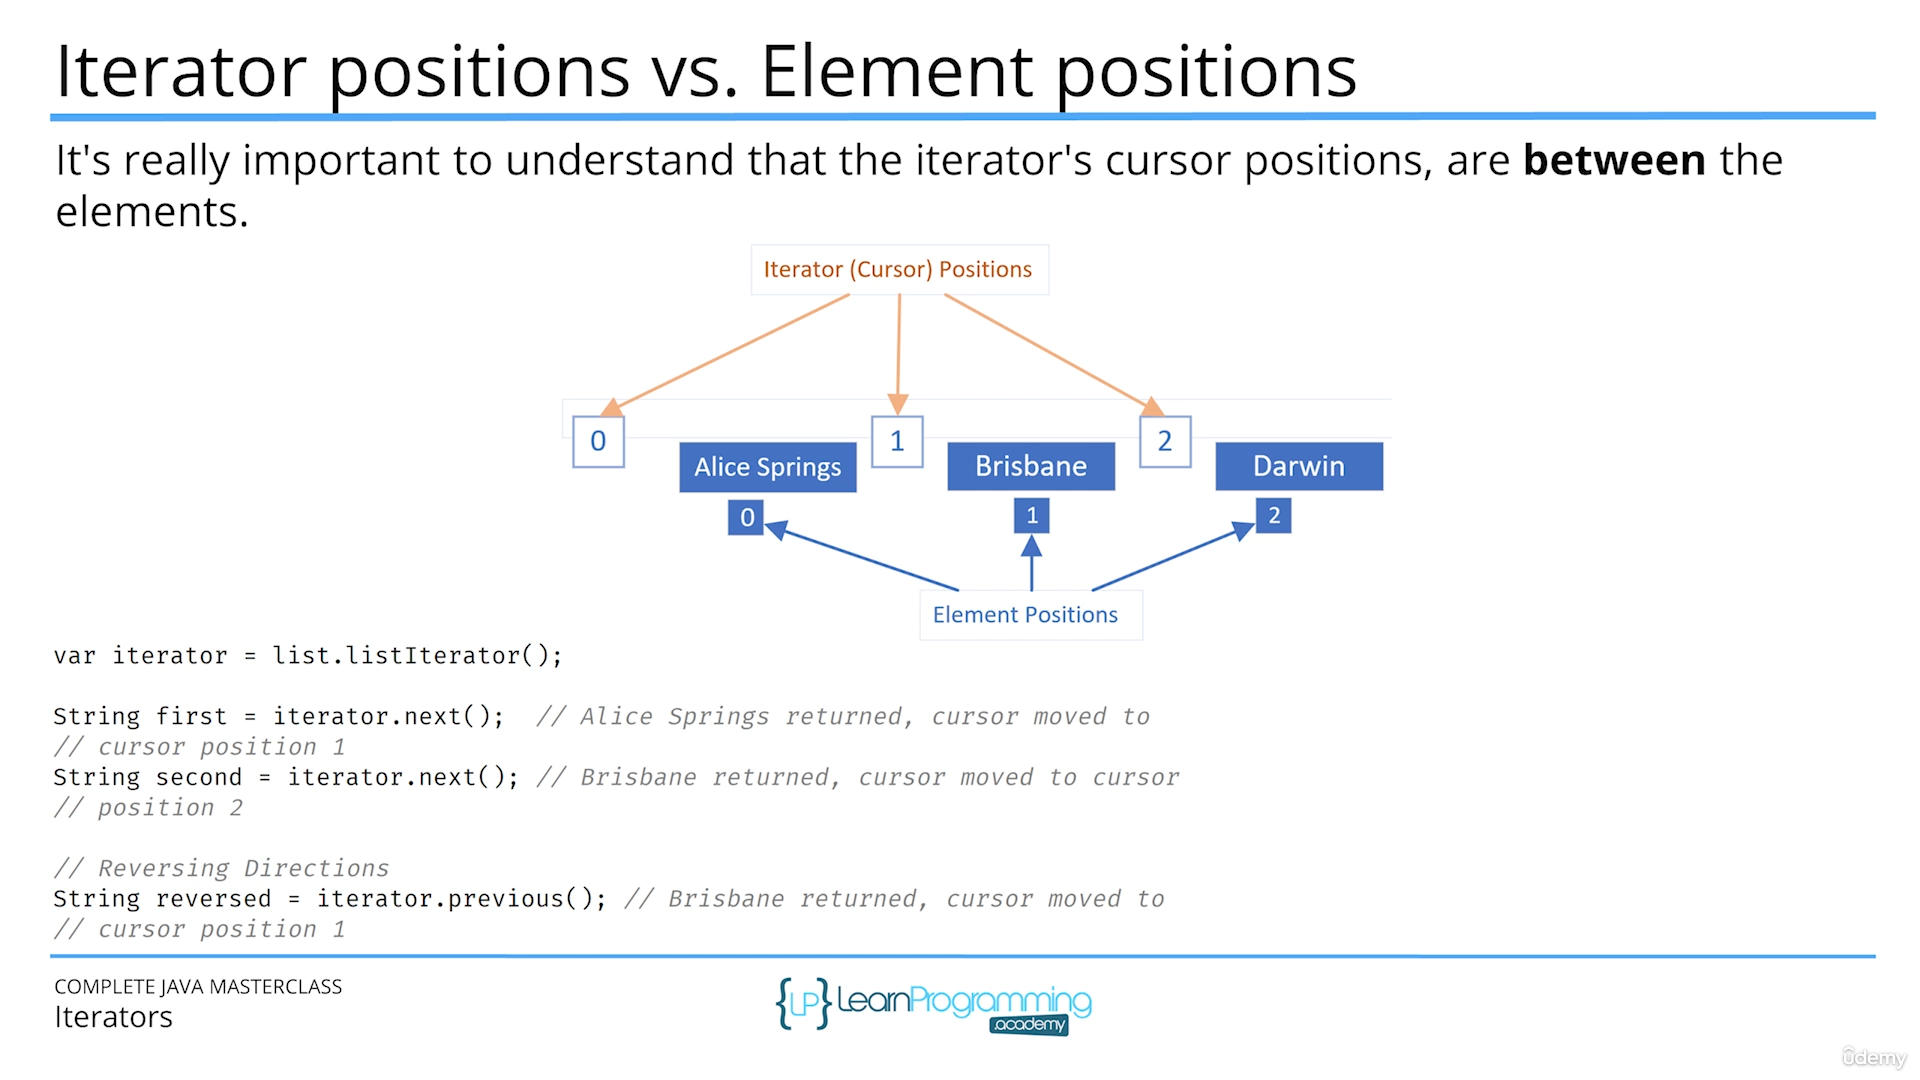 Iterator positions vs. Element positions
It's really important to understand that the iterator's cursor positions, are between the
elements.
Iterator (Cursor) Positions
0
1
2
Alice Springs
Brisbane
Darwin
0
1
2
Element Positions
var iterator = list.listIterator();
String first = iterator.next();  // Alice Springs returned, cursor moved to
// cursor position 1
String second = iterator.next(); // Brisbane returned, cursor moved to cursor
// position 2
// Reversing Directions
String reversed = iterator.previous(); // Brisbane returned, cursor moved to
// cursor position 1
COMPLETE JAVA MASTERCLASS
Iterators
{LP} LearnProgramming
.academy
udemy